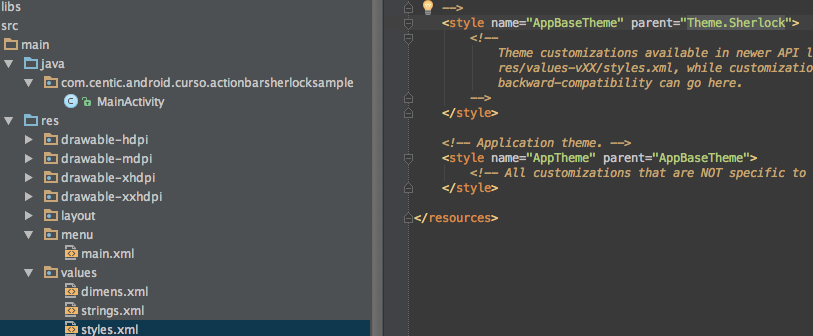 libs
src
main
java
com.centic.android.curso.actionbarsherlocksample
MainActivity
res
drawable-hdpi
drawable-mdpi
drawable-xhdpi
drawable-xxhdpi
layout
menu
main.xml
values
dimens.xml
strings.xml
styles.xml
-->
<style name="AppBaseTheme" parent="Theme.Sherlock">
<!--
Theme customizations available in newer API l
res/values-vXX/styles.xml, while customizatio
backward-compatibility can go here.
-->
</style>
<!-- Application theme. -->
<style name="AppTheme" parent="AppBaseTheme">
<!-- All customizations that are NOT specific to
</style>
</resources>